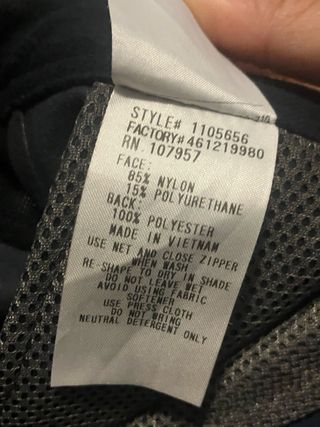 STYLE# 1105656
FACTORY# 461219980
RN. 107957
FACE:
85% NYLON
15% POLYURETHANE
BACK:
100% POLYESTER
MADE IN VIETNAM
USE NET AND CLOSE ZIPPER
WHEN WASH
RE-SHAPE TO DRY IN SHADE
DO NOT LEAVE WET
AVOID USING FABRIC
SOFTENER
USE PRESS CLOTH
DO NOT WRING
NEUTRAL DETERGENT ONLY